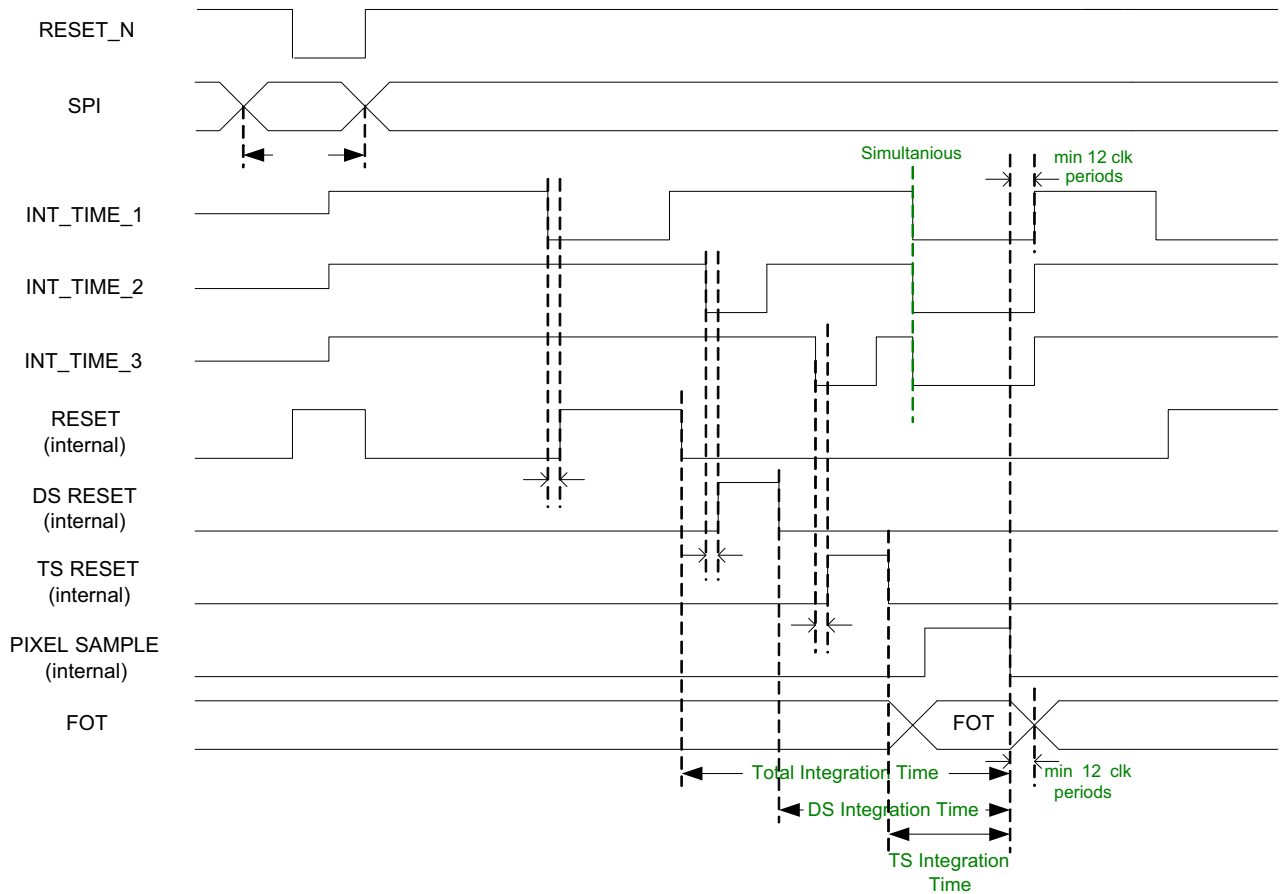 RESET_N
SPI
Simultanious
min 12 clk
periods
INT_TIME_1
INT_TIME_2
INT_TIME_3
RESET
(internal)
DS RESET
(internal)
TS RESET
(internal)
PIXEL SAMPLE
(internal)
FOT
FOT
Total Integration Time
min 12 clk
periods
DS Integration Time
TS Integration
Time